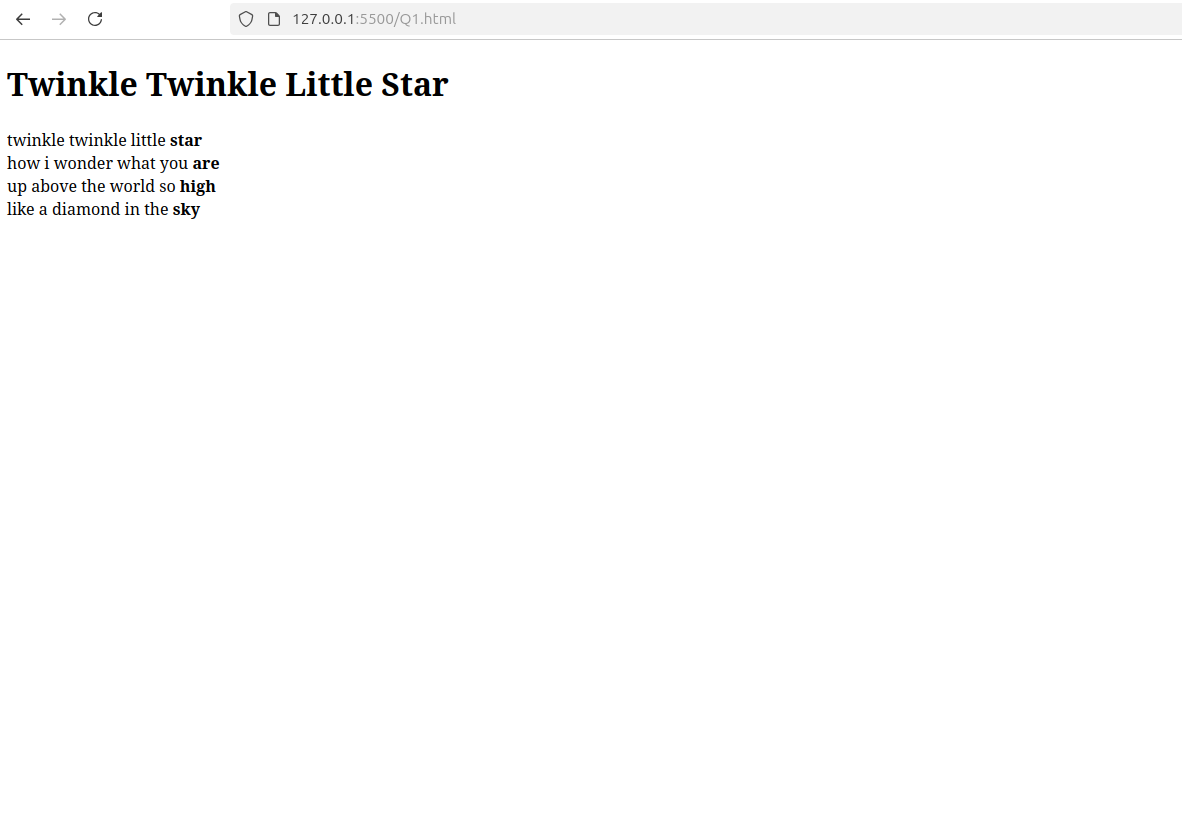 127.0.0.1:5500/Q1.html
Twinkle Twinkle Little Star
twinkle twinkle little star
how i wonder what you are
up above the world so high
like a diamond in the sky